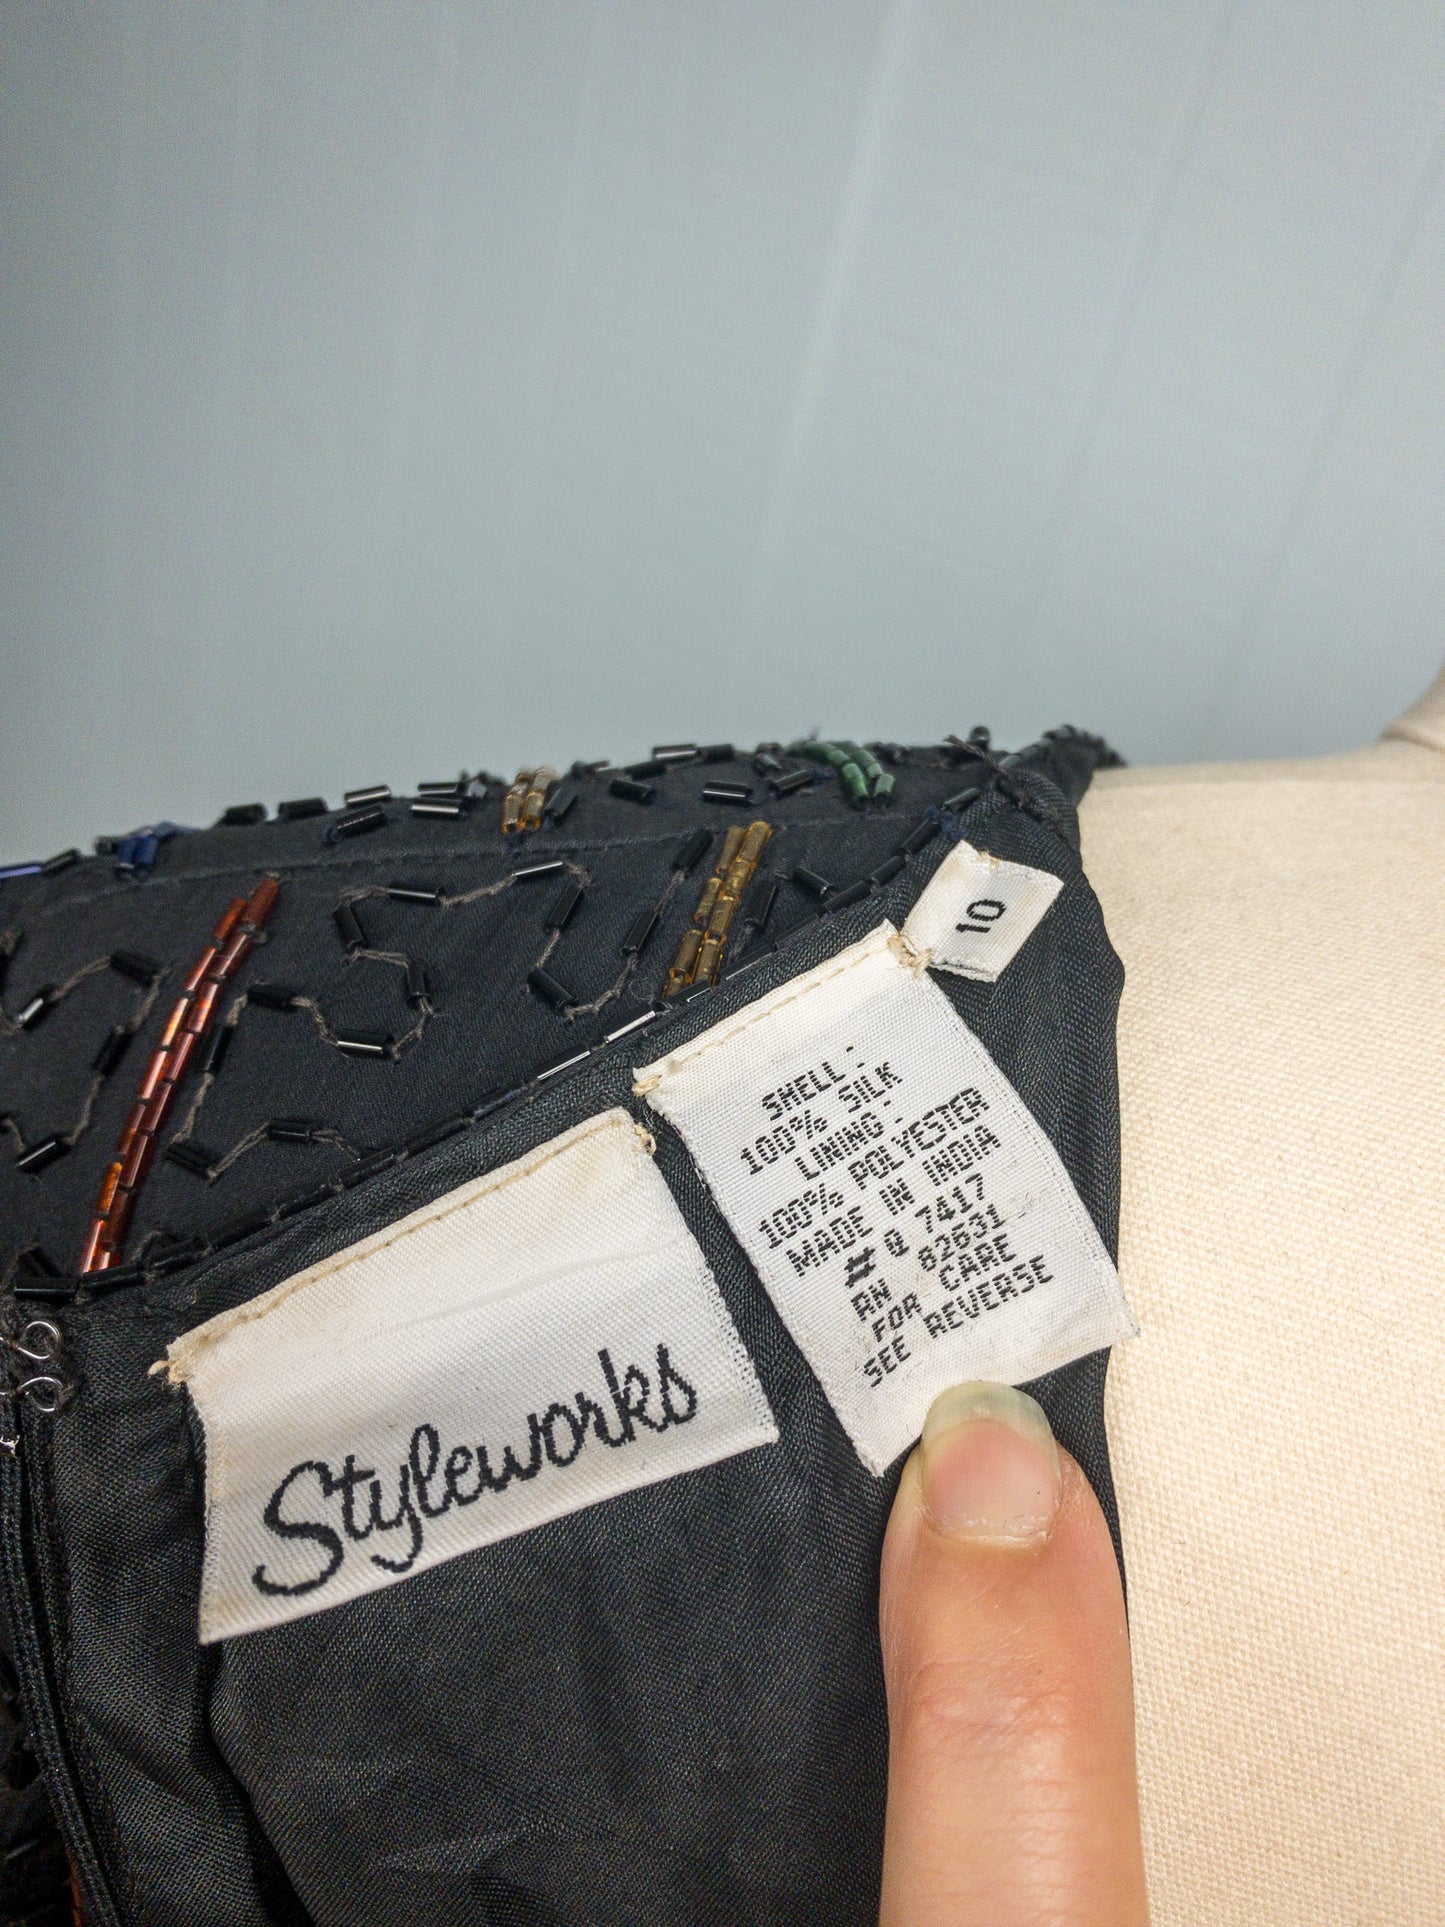 Styleworks
10
SHELL:
100% SILK
LINING:
100% POLYESTER
MADE IN INDIA
# Q 7417
RN 82631
FOR CARE
SEE REVERSE